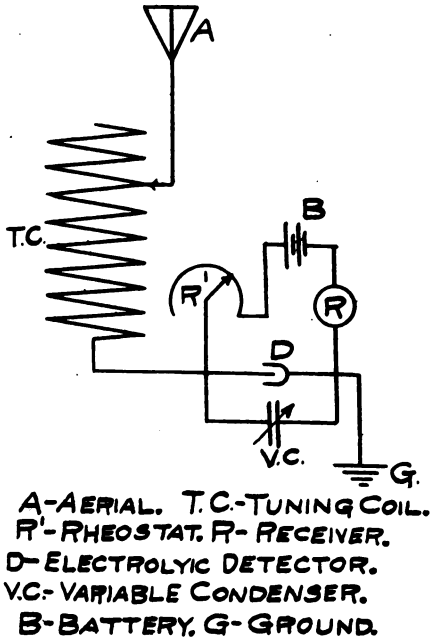 A
T.C.
B
R'
R
D
V.C.
G.
A-AERIAL. T.C.-TUNING COIL.
R'-RHEOSTAT. R-RECEIVER.
D-ELECTROLYIC DETECTOR.
V.C.-VARIABLE CONDENSER.
B-BATTERY. G-GROUND.